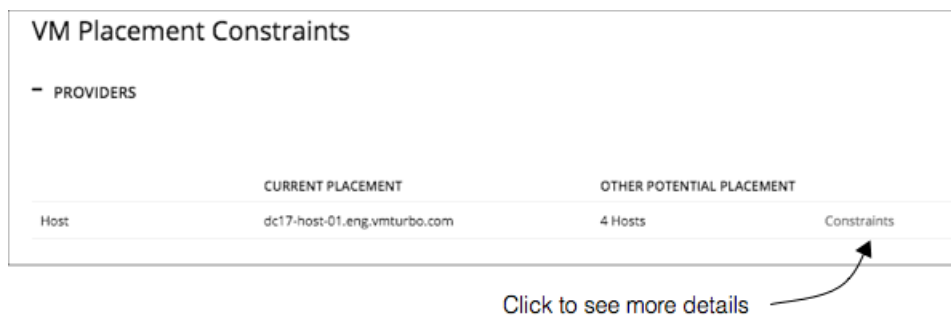 VM Placement Constraints
− PROVIDERS
CURRENT PLACEMENT OTHER POTENTIAL PLACEMENT
Host dc17-host-01.eng.vmturbo.com 4 Hosts Constraints
Click to see more details